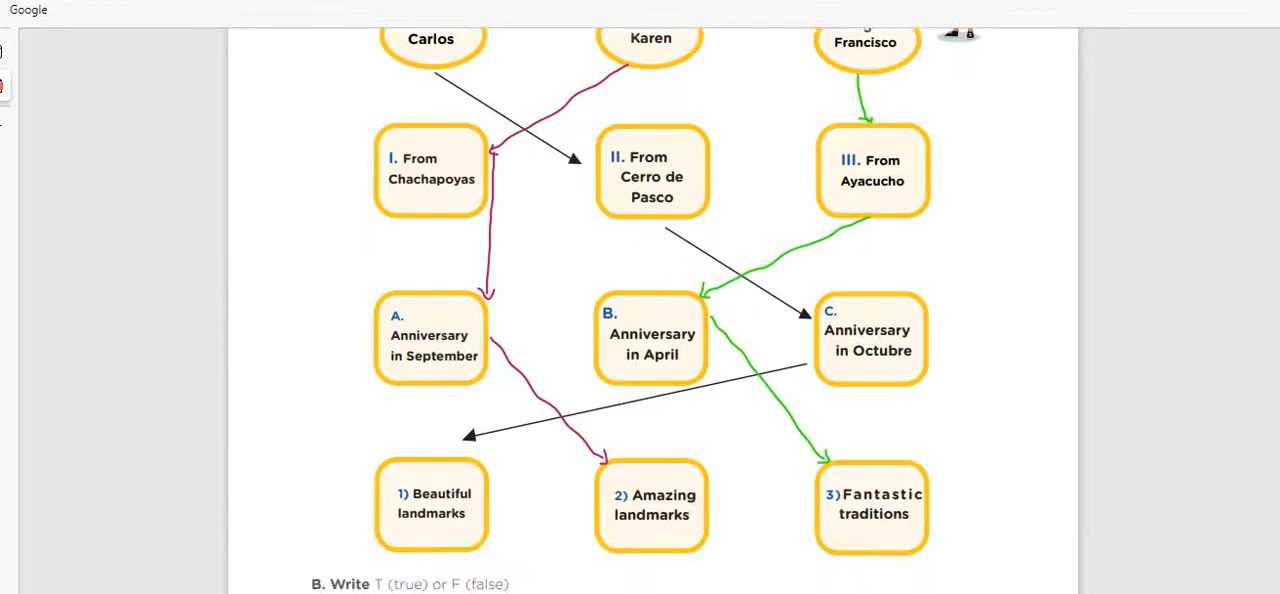 Google
Carlos
Karen
Francisco
I. From
Chachapoyas
II. From
Cerro de
Pasco
III. From
Ayacucho
A.
Anniversary
in September
B.
Anniversary
in April
C.
Anniversary
in Octubre
1) Beautiful
landmarks
2) Amazing
landmarks
3)Fantastic
traditions
B. Write T (true) or F (false)